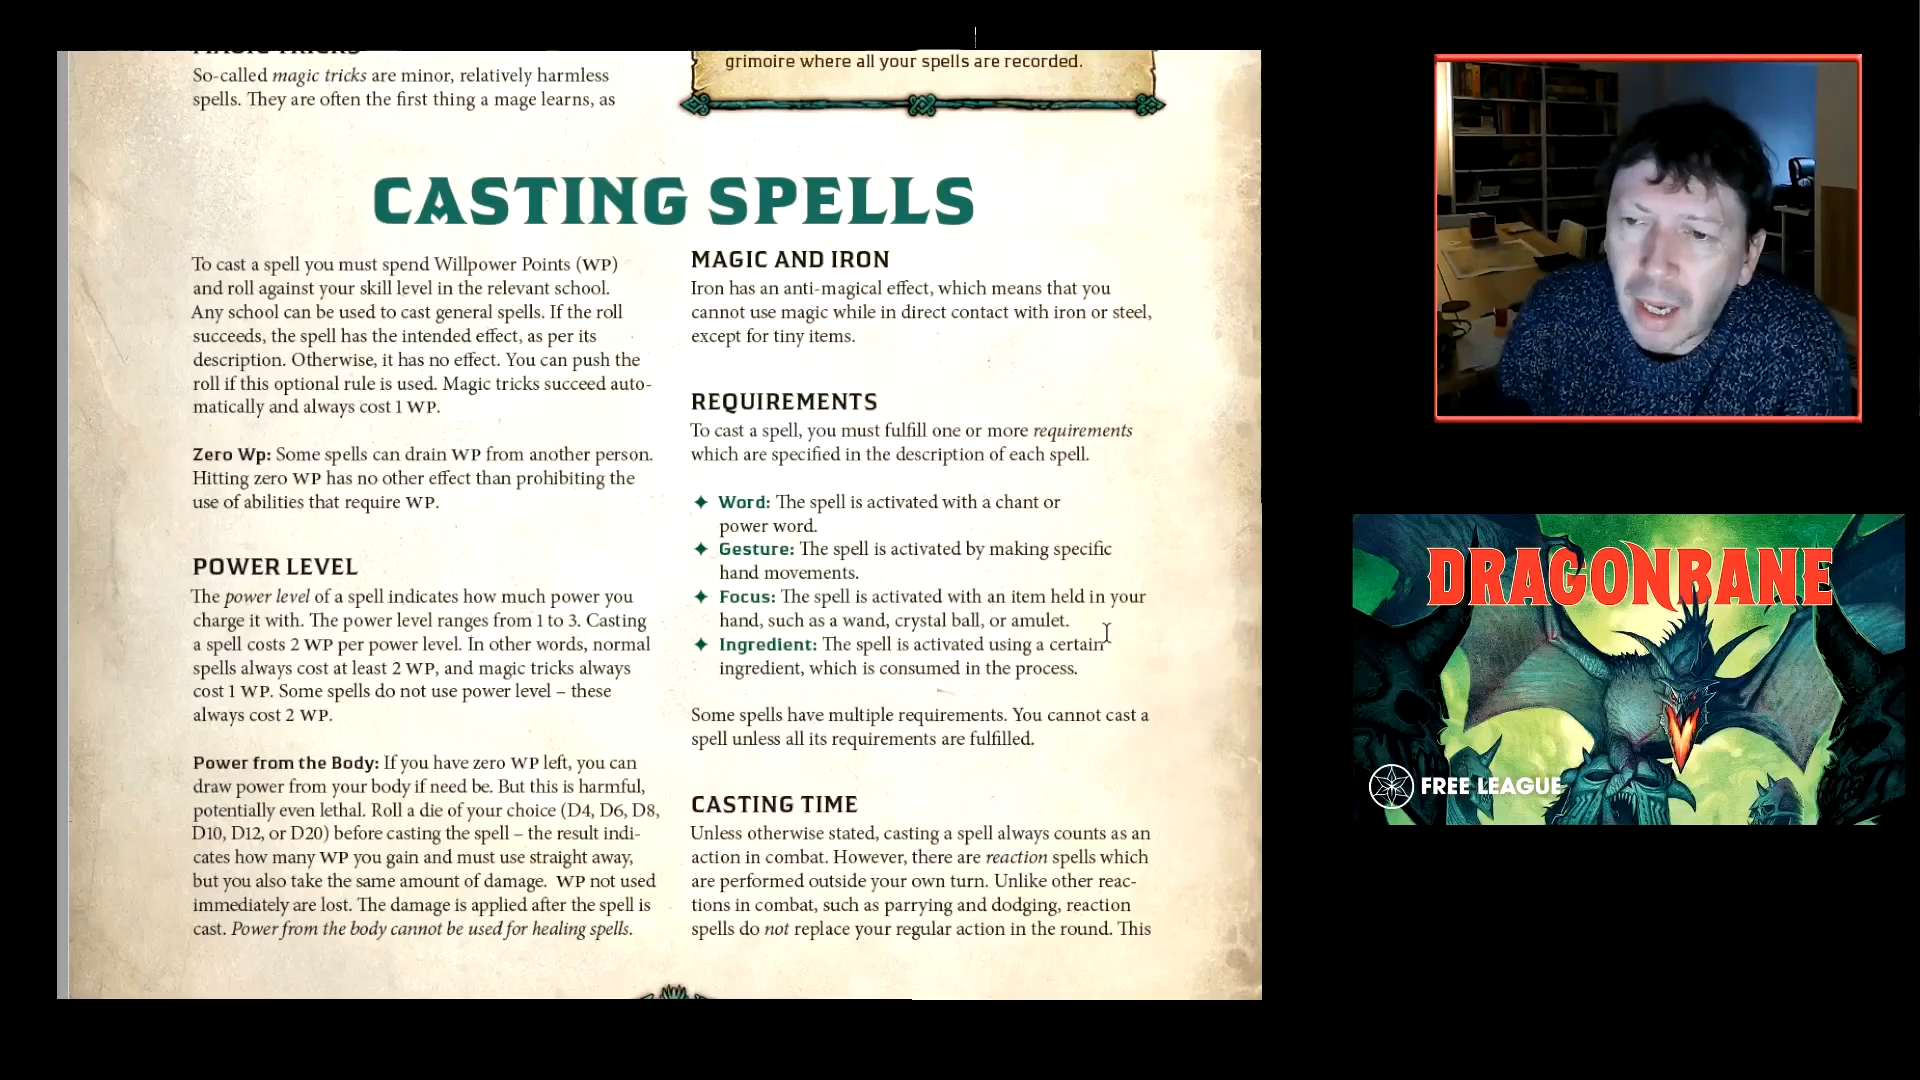 MAGIC TRICKS
So-called magic tricks are minor, relatively harmless
spells. They are often the first thing a mage learns, as
grimoire where all your spells are recorded.
CASTING SPELLS
To cast a spell you must spend Willpower Points (WP)
and roll against your skill level in the relevant school.
Any school can be used to cast general spells. If the roll
succeeds, the spell has the intended effect, as per its
description. Otherwise, it has no effect. You can push the
roll if this optional rule is used. Magic tricks succeed auto-
matically and always cost 1 WP.
Zero Wp: Some spells can drain WP from another person.
Hitting zero WP has no other effect than prohibiting the
use of abilities that require WP.
POWER LEVEL
The power level of a spell indicates how much power you
charge it with. The power level ranges from 1 to 3. Casting
a spell costs 2 WP per power level. In other words, normal
spells always cost at least 2 WP, and magic tricks always
cost 1 WP. Some spells do not use power level – these
always cost 2 WP.
Power from the Body: If you have zero WP left, you can
draw power from your body if need be. But this is harmful,
potentially even lethal. Roll a die of your choice (D4, D6, D8,
D10, D12, or D20) before casting the spell – the result indi-
cates how many WP you gain and must use straight away,
but you also take the same amount of damage. WP not used
immediately are lost. The damage is applied after the spell is
cast. Power from the body cannot be used for healing spells.
MAGIC AND IRON
Iron has an anti-magical effect, which means that you
cannot use magic while in direct contact with iron or steel,
except for tiny items.
REQUIREMENTS
To cast a spell, you must fulfill one or more requirements
which are specified in the description of each spell.
✦ Word: The spell is activated with a chant or
power word.
✦ Gesture: The spell is activated by making specific
hand movements.
✦ Focus: The spell is activated with an item held in your
hand, such as a wand, crystal ball, or amulet.
✦ Ingredient: The spell is activated using a certain
ingredient, which is consumed in the process.
Some spells have multiple requirements. You cannot cast a
spell unless all its requirements are fulfilled.
CASTING TIME
Unless otherwise stated, casting a spell always counts as an
action in combat. However, there are reaction spells which
are performed outside your own turn. Unlike other reac-
tions in combat, such as parrying and dodging, reaction
spells do not replace your regular action in the round. This
DRAGONBANE
FREE LEAGUE